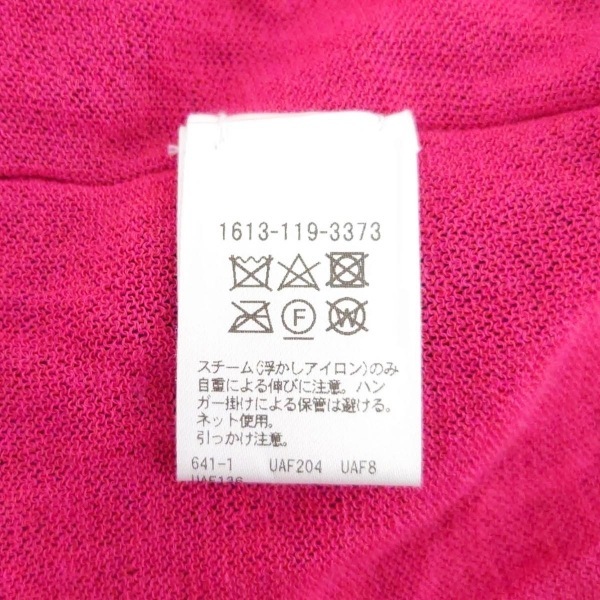 1613-119-3373
F W
スチーム(浮かしアイロン)のみ
自重による伸びに注意。ハン
ガー掛けによる保管は避ける。
ネット使用。
引っかけ注意。
641-1 UAF204 UAF8
UAF136